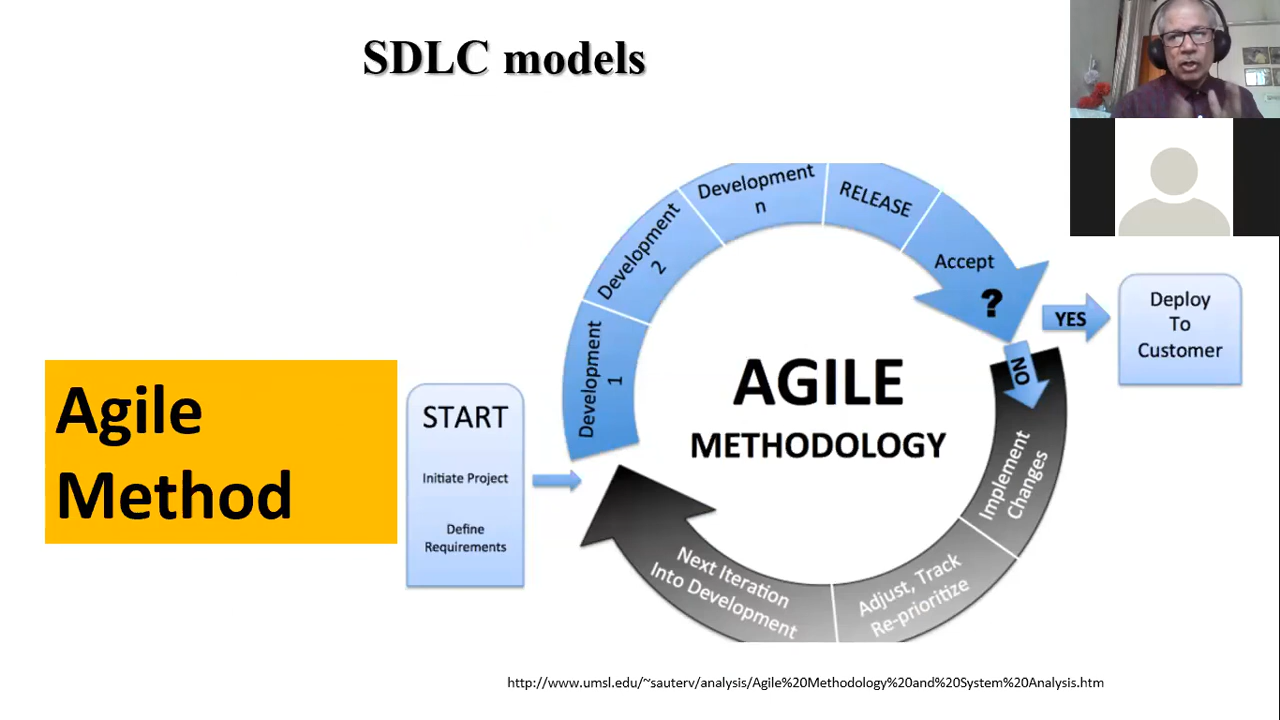 SDLC models
Agile
Method
START
Initiate Project
Define
Requirements
Development
1
Development
2
Development
n
RELEASE
Accept
?
YES
Deploy
To
Customer
NO
Implement
Changes
Adjust, Track
Re-prioritize
Next Iteration
Into Development
AGILE
METHODOLOGY
http://www.umsl.edu/~sauterv/analysis/Agile%20Methodology%20and%20System%20Analysis.htm